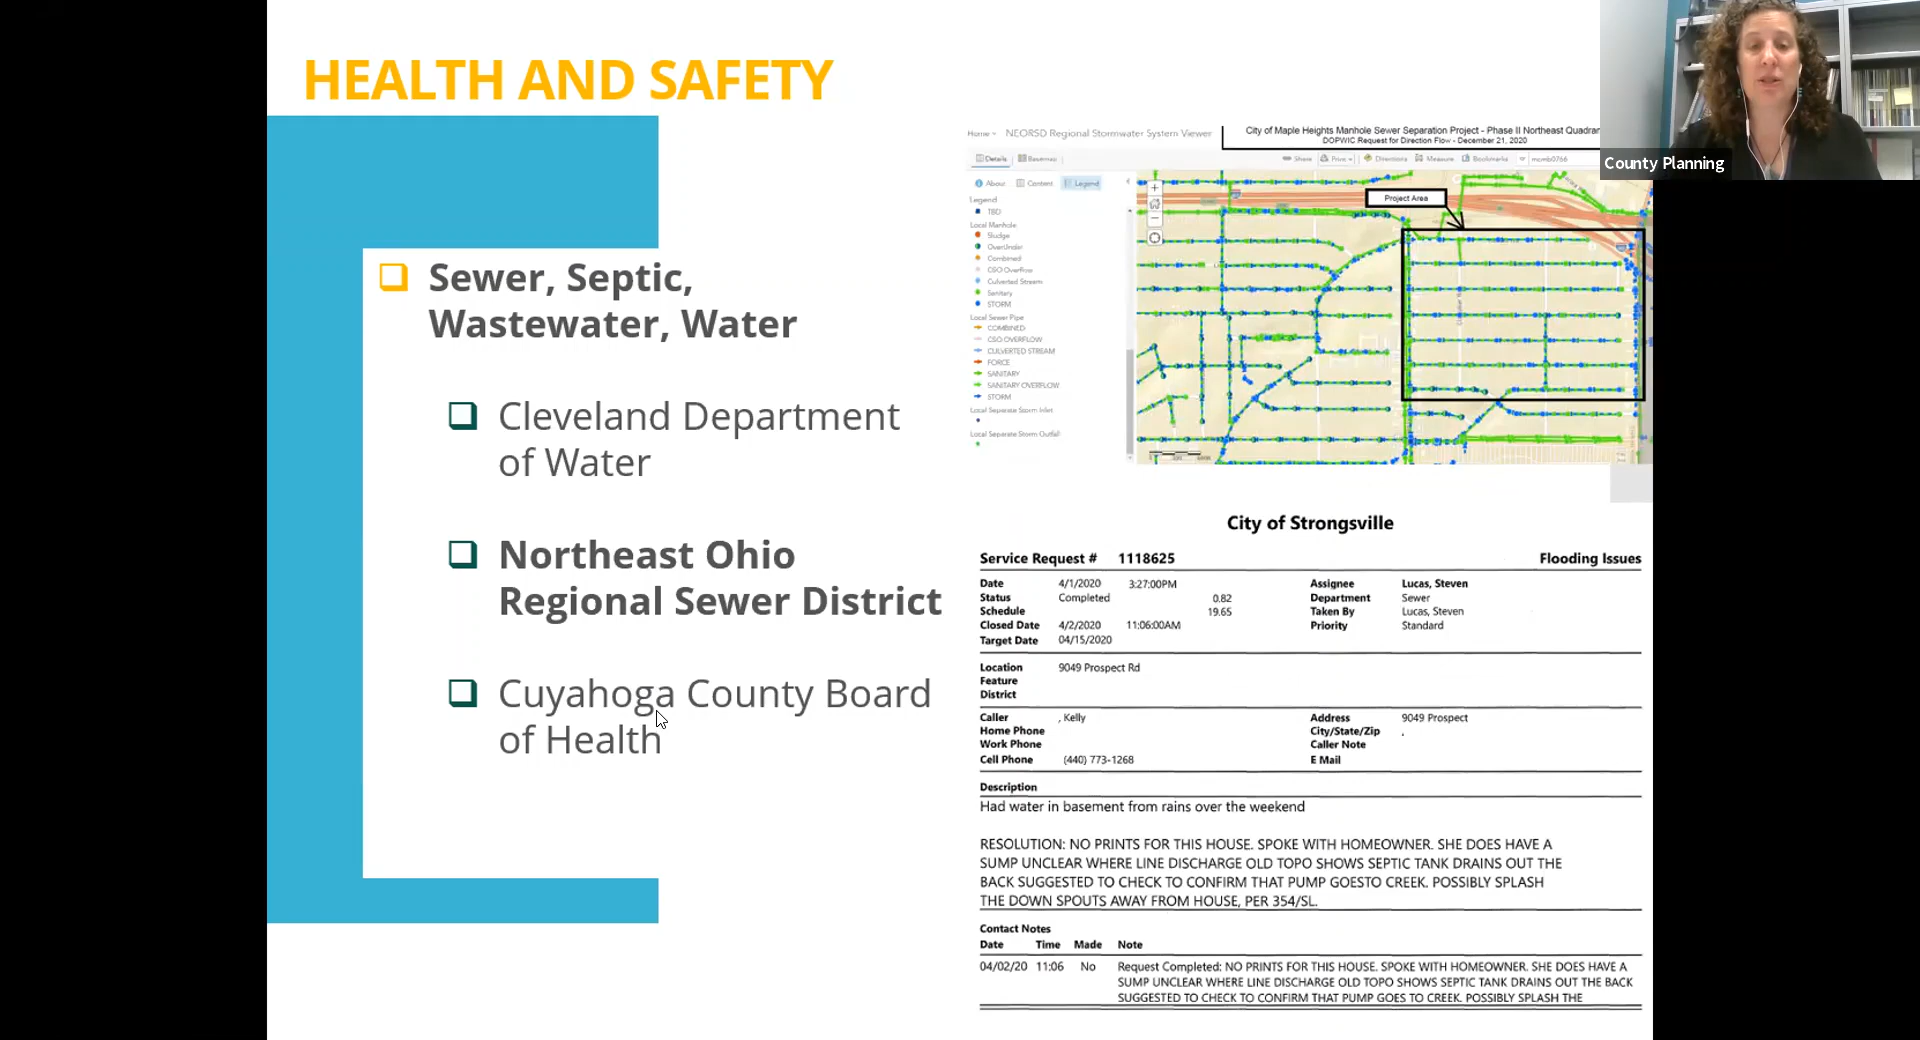 HEALTH AND SAFETY
Sewer, Septic,
Wastewater, Water
Cleveland Department
of Water
Northeast Ohio
Regional Sewer District
Cuyahoga County Board
of Health
Home
NEORSD Regional Stormwater System Viewer
City of Maple Heights Manhole Sewer Separation Project - Phase II Northeast Quadran
DOPWIC Request for Direction Flow - December 21, 2020
Details
Basemap
Share
Directions
Measure
Bookmarks
About
Content
Legend
Legend
TBD
Local Manhole
Sludge
Over/Under
Combined
CSO Overflow
Culverted Stream
Sanitary
STORM
Local Sewer Pipe
COMBINED
CSO OVERFLOW
CULVERTED STREAM
FORCE
SANITARY
SANITARY OVERFLOW
STORM
Local Separate Storm Inlet
Local Separate Storm Outfall
Project Area
County Planning
City of Strongsville
Service Request # 1118625 Flooding Issues
Date 4/1/2020 3:27:00PM Assignee Lucas, Steven
Status Completed 0.82 Department Sewer
Schedule 19.65 Taken By Lucas, Steven
Closed Date 4/2/2020 11:06:00AM Priority Standard
Target Date 04/15/2020
Location 9049 Prospect Rd
Feature
District
Caller , Kelly Address 9049 Prospect
Home Phone City/State/Zip ,
Work Phone Caller Note
Cell Phone (440) 773-1268 E Mail
Description
Had water in basement from rains over the weekend
RESOLUTION: NO PRINTS FOR THIS HOUSE. SPOKE WITH HOMEOWNER. SHE DOES HAVE A
SUMP UNCLEAR WHERE LINE DISCHARGE OLD TOPO SHOWS SEPTIC TANK DRAINS OUT THE
BACK SUGGESTED TO CHECK TO CONFIRM THAT PUMP GOESTO CREEK. POSSIBLY SPLASH
THE DOWN SPOUTS AWAY FROM HOUSE, PER 354/SL.
Contact Notes
Date Time Made Note
04/02/20 11:06 No Request Completed: NO PRINTS FOR THIS HOUSE. SPOKE WITH HOMEOWNER. SHE DOES HAVE A
SUMP UNCLEAR WHERE LINE DISCHARGE OLD TOPO SHOWS SEPTIC TANK DRAINS OUT THE BACK
SUGGESTED TO CHECK TO CONFIRM THAT PUMP GOES TO CREEK. POSSIBLY SPLASH THE